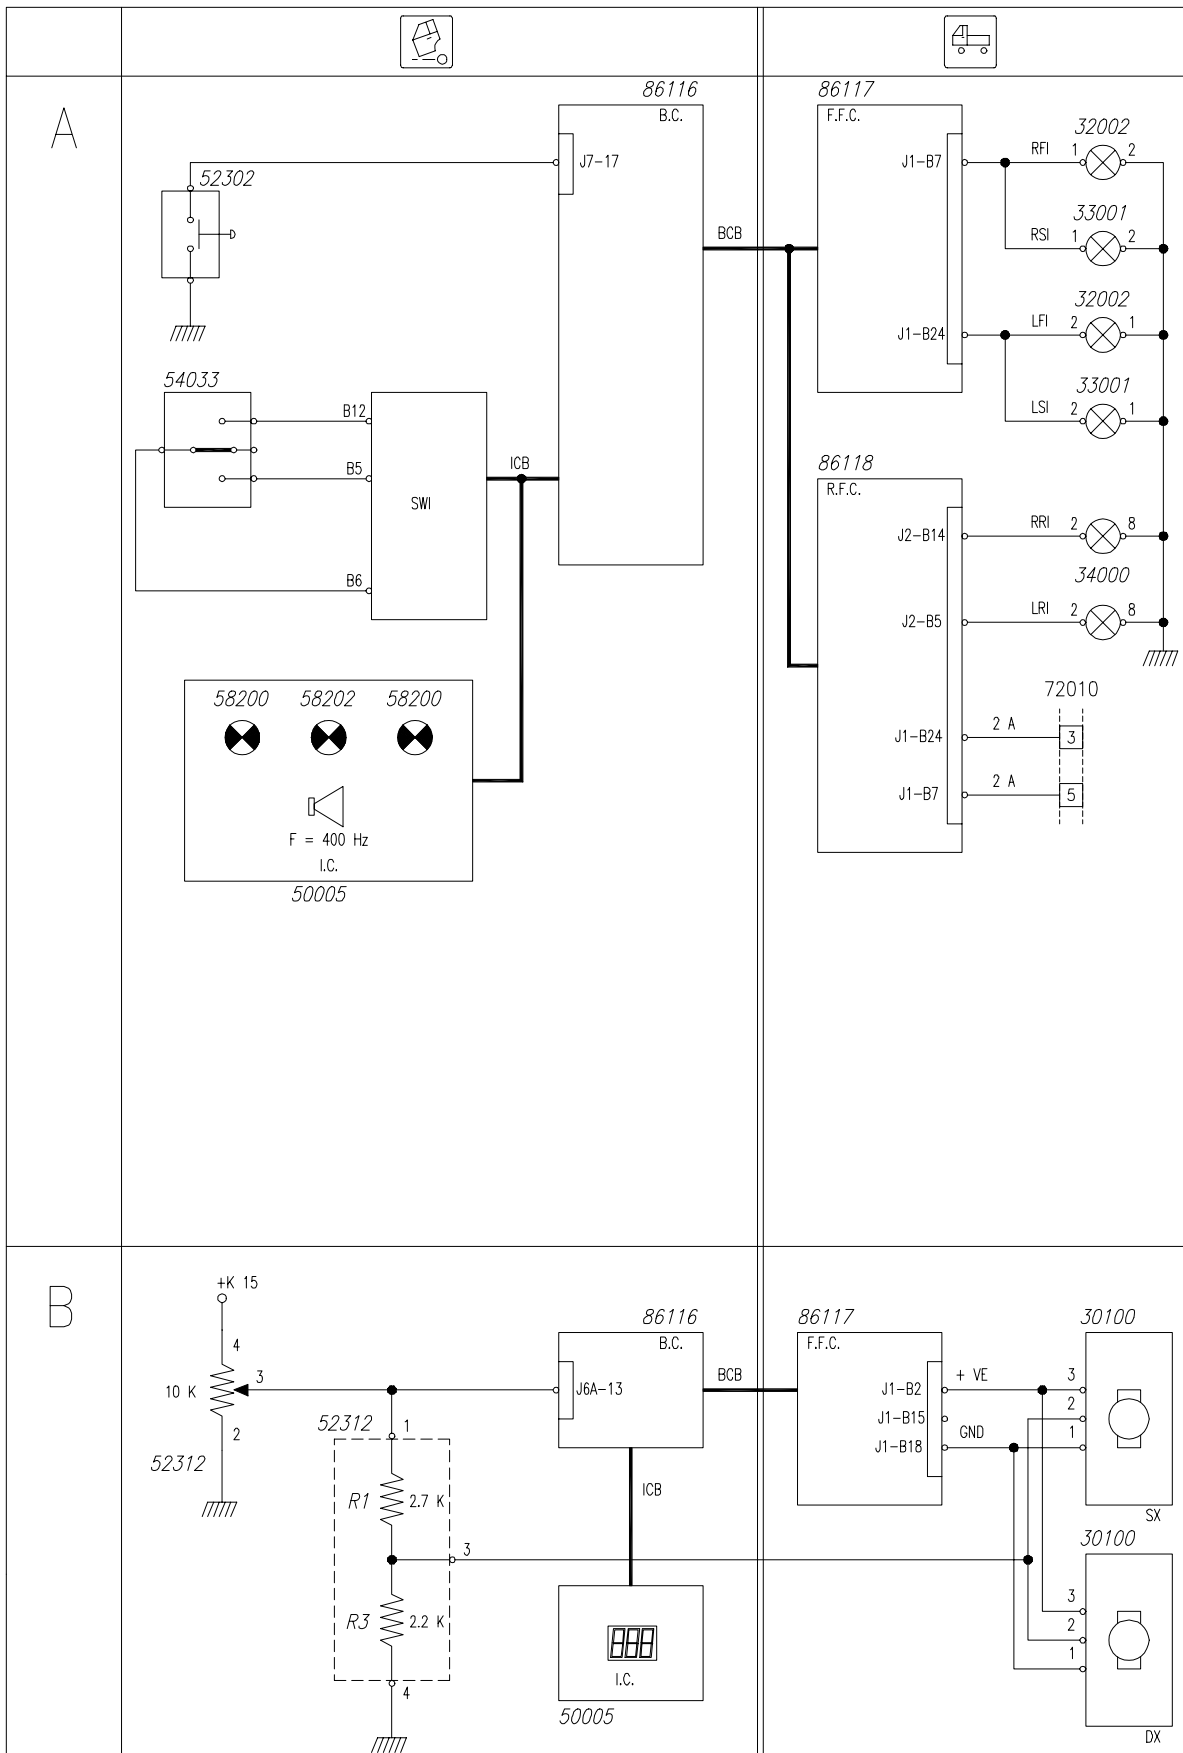 A
86116
B.C.
J7-17
52302
54033
B12
B5
B6
SWI
ICB
BCB
58200 58202 58200
F = 400 Hz
I.C.
50005
86117
F.F.C.
J1-B7
J1-B24
RFI 1 2
32002
RSI 1 2
33001
LFI 2 1
32002
LSI 2 1
33001
86118
R.F.C.
J2-B14
J2-B5
J1-B24
J1-B7
RRI 2 8
34000
LRI 2 8
72010
2 A 3
2 A 5
B
+K 15
4
10 K 3
2
52312
52312
1
R1 2.7 K
3
R3 2.2 K
4
86116
B.C.
J6A-13
BCB
ICB
I.C.
50005
86117
F.F.C.
J1-B2
J1-B15
J1-B18
+ VE
GND
30100
3
2
1
SX
30100
3
2
1
DX